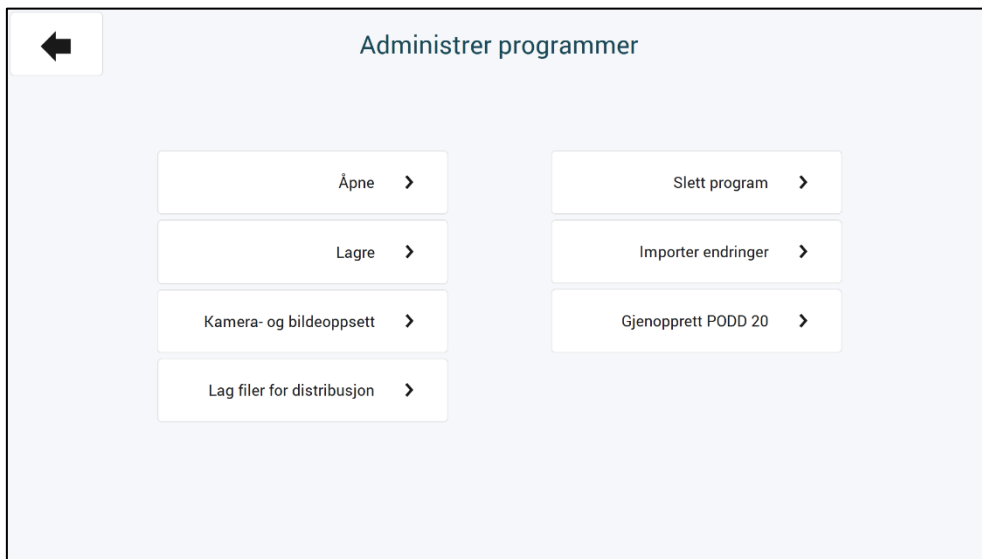 Administrer programmer
Åpne
Lagre
Kamera- og bildeoppsett
Lag filer for distribusjon
Slett program
Importer endringer
Gjenopprett PODD 20